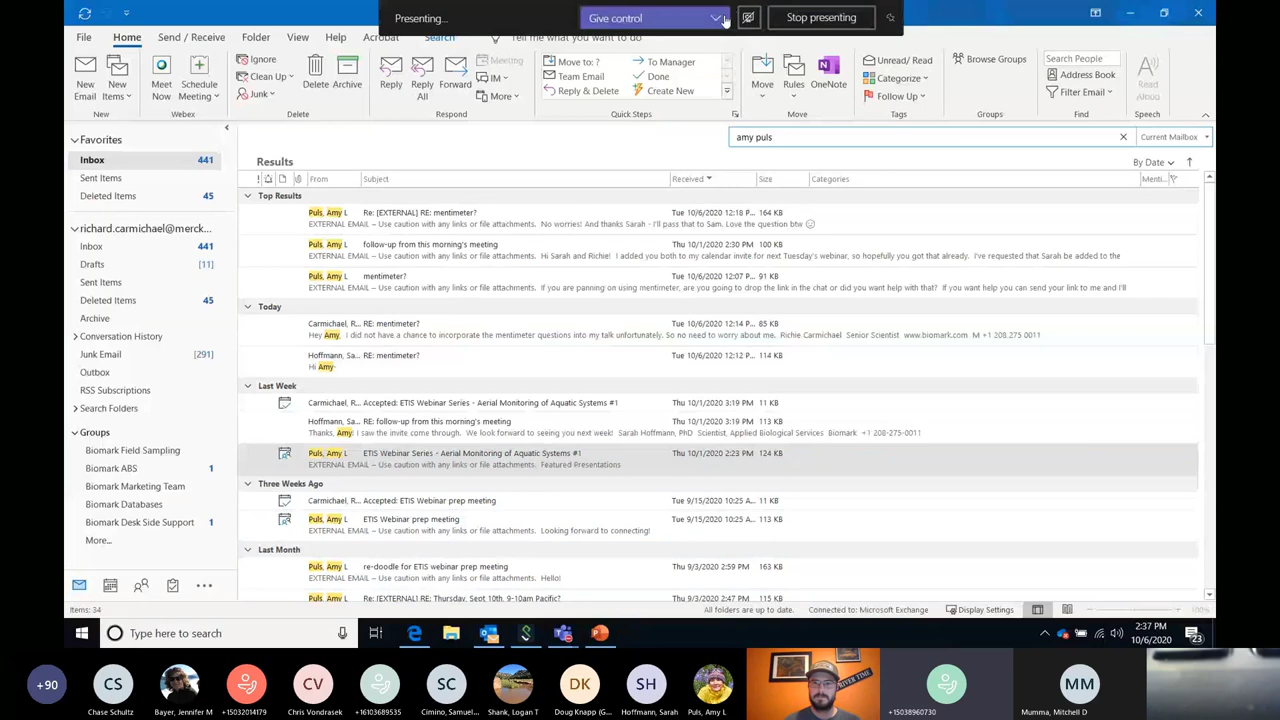 Presenting...
Give control
Stop presenting
File Home Send / Receive Folder View Help Acrobat Search Tell me what you want to do
New Email
New Items
New
Meet Now
Schedule Meeting
Webex
Ignore
Clean Up
Junk
Delete
Archive
Delete
Reply
Reply All
Forward
Meeting
IM
More
Respond
Move to: ?
Team Email
Reply & Delete
To Manager
Done
Create New
Quick Steps
Move
Rules
OneNote
Move
Unread/ Read
Categorize
Follow Up
Tags
Browse Groups
Groups
Search People
Address Book
Filter Email
Find
Read Aloud
Speech
amy puls
Current Mailbox
Favorites
Inbox 441
Sent Items
Deleted Items 45
richard.carmichael@merck...
Inbox 441
Drafts [11]
Sent Items
Deleted Items 45
Archive
Conversation History
Junk Email [291]
Outbox
RSS Subscriptions
Search Folders
Groups
Biomark Field Sampling
Biomark ABS 1
Biomark Marketing Team
Biomark Databases
Biomark Desk Side Support 1
More...
Results
By Date
! From Subject Received Size Categories Menti...
Top Results
Puls, Amy L Re: [EXTERNAL] RE: mentimeter? Tue 10/6/2020 12:18 P... 164 KB
EXTERNAL EMAIL – Use caution with any links or file attachments. No worries! And thanks Sarah - I'll pass that to Sam. Love the question btw ☺
Puls, Amy L follow-up from this morning's meeting Thu 10/1/2020 2:30 PM 100 KB
EXTERNAL EMAIL – Use caution with any links or file attachments. Hi Sarah and Richie! I added you both to my calendar invite for next Tuesday's webinar, so hopefully you got that already. I've requested that Sarah be added to the
Puls, Amy L mentimeter? Tue 10/6/2020 12:07 P... 91 KB
EXTERNAL EMAIL – Use caution with any links or file attachments. If you are panning on using mentimeter, are you going to drop the link in the chat or did you want help with that? If you want help you can send your link to me and I'll
Today
Carmichael, R... RE: mentimeter? Tue 10/6/2020 12:14 P... 85 KB
Hey Amy, I did not have a chance to incorporate the mentimeter questions into my talk unfortunately. So no need to worry about me. Richie Carmichael Senior Scientist www.biomark.com M +1 208.275 0011
Hoffmann, Sa... RE: mentimeter? Tue 10/6/2020 12:12 P... 114 KB
Hi Amy-
Last Week
Carmichael, R... Accepted: ETIS Webinar Series - Aerial Monitoring of Aquatic Systems #1 Thu 10/1/2020 3:19 PM 11 KB
Hoffmann, Sa... RE: follow-up from this morning's meeting Thu 10/1/2020 3:19 PM 113 KB
Thanks, Amy! I saw the invite come through. We look forward to seeing you next week! Sarah Hoffmann, PhD Scientist, Applied Biological Services Biomark +1 208-275-0011
Puls, Amy L ETIS Webinar Series - Aerial Monitoring of Aquatic Systems #1 Thu 10/1/2020 2:23 PM 124 KB
EXTERNAL EMAIL – Use caution with any links or file attachments. Featured Presentations
Three Weeks Ago
Carmichael, R... Accepted: ETIS Webinar prep meeting Tue 9/15/2020 10:25 A... 11 KB
Puls, Amy L ETIS Webinar prep meeting Tue 9/15/2020 10:25 A... 113 KB
EXTERNAL EMAIL – Use caution with any links or file attachments. Looking forward to connecting!
Last Month
Puls, Amy L re-doodle for ETIS webinar prep meeting Thu 9/3/2020 2:59 PM 163 KB
EXTERNAL EMAIL – Use caution with any links or file attachments. Hello!
Puls, Amy L Re: [EXTERNAL] RE: Thursday, Sept 10th, 9-10am Pacific? Thu 9/3/2020 2:47 PM 115 KB
Items: 34
All folders are up to date. Connected to: Microsoft Exchange Display Settings 100%
Type here to search
2:37 PM
10/6/2020
23
+90
CS
Chase Schultz
Bayer, Jennifer M
+15032014179
CV
Chris Vondrasek
+16103689535
SC
Cimino, Samuel...
Shank, Logan T
DK
Doug Knapp (G...
SH
Hoffmann, Sarah
Puls, Amy L
RIVER TIME
+15038960730
MM
Mumma, Mitchell D